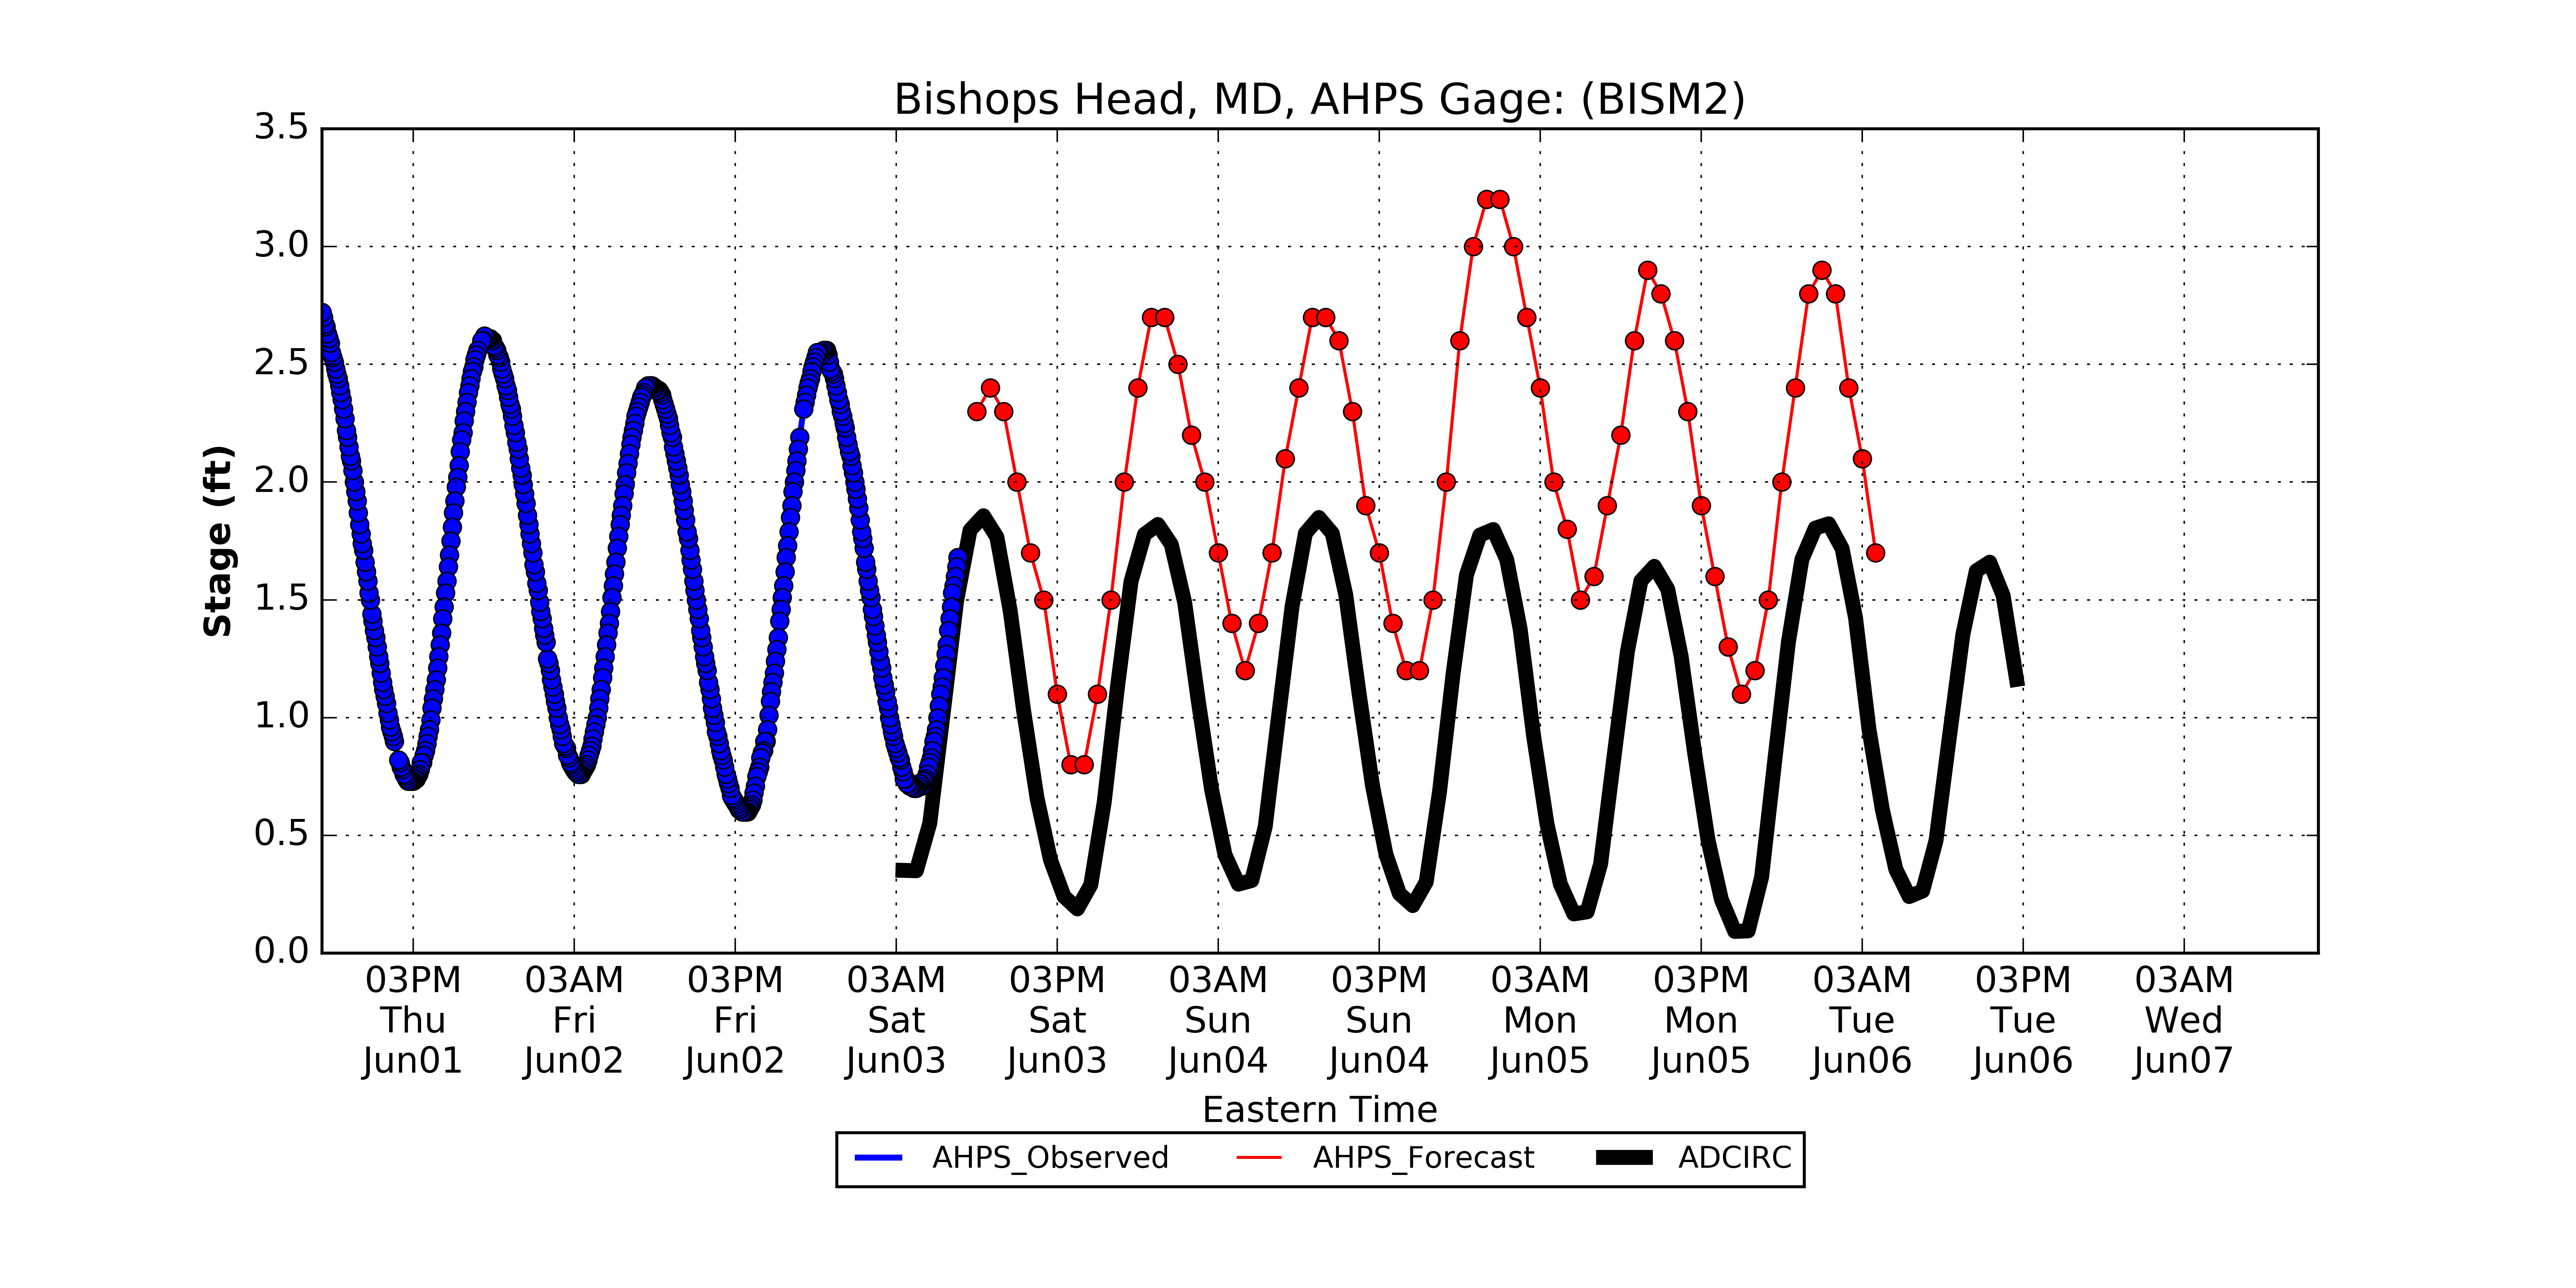 Bishops Head, MD, AHPS Gage: (BISM2)
3.5
3.0
2.5
2.0
1.5
1.0
0.5
0.0
Stage (ft)
03PM 03AM 03PM 03AM 03PM 03AM 03PM 03AM 03PM 03AM 03PM 03AM
Thu Fri Fri Sat Sat Sun Sun Mon Mon Tue Tue Wed
Jun01 Jun02 Jun02 Jun03 Jun03 Jun04 Jun04 Jun05 Jun05 Jun06 Jun06 Jun07
Eastern Time
AHPS_Observed AHPS_Forecast ADCIRC